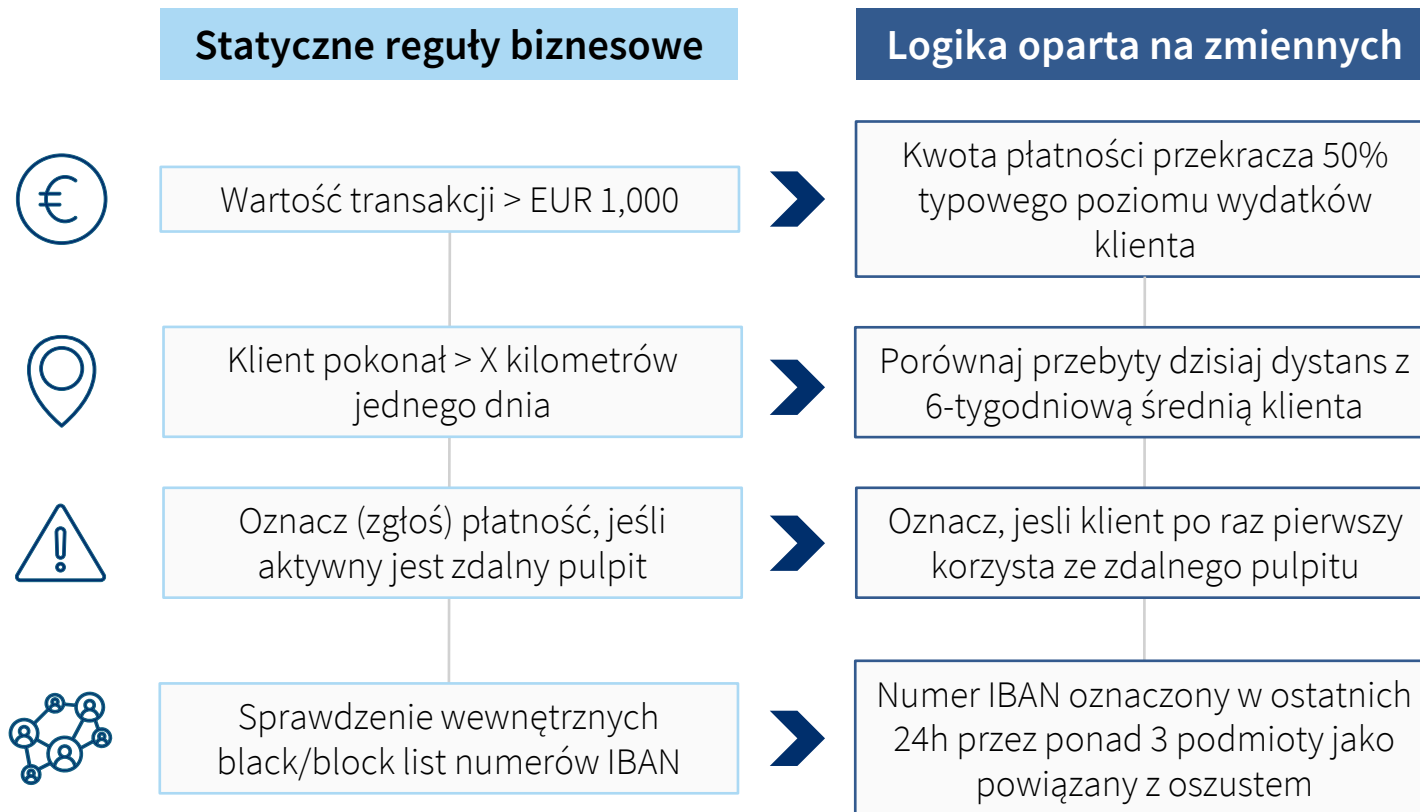 Statyczne reguły biznesowe
Logika oparta na zmiennych
Wartość transakcji > EUR 1,000
Kwota płatności przekracza 50%
typowego poziomu wydatków
klienta
Klient pokonał > X kilometrów
jednego dnia
Porównaj przebyty dzisiaj dystans z
6-tygodniową średnią klienta
Oznacz (zgłoś) płatność, jeśli
aktywny jest zdalny pulpit
Oznacz, jesli klient po raz pierwszy
korzysta ze zdalnego pulpitu
Sprawdzenie wewnętrznych
black/block list numerów IBAN
Numer IBAN oznaczony w ostatnich
24h przez ponad 3 podmioty jako
powiązany z oszustem